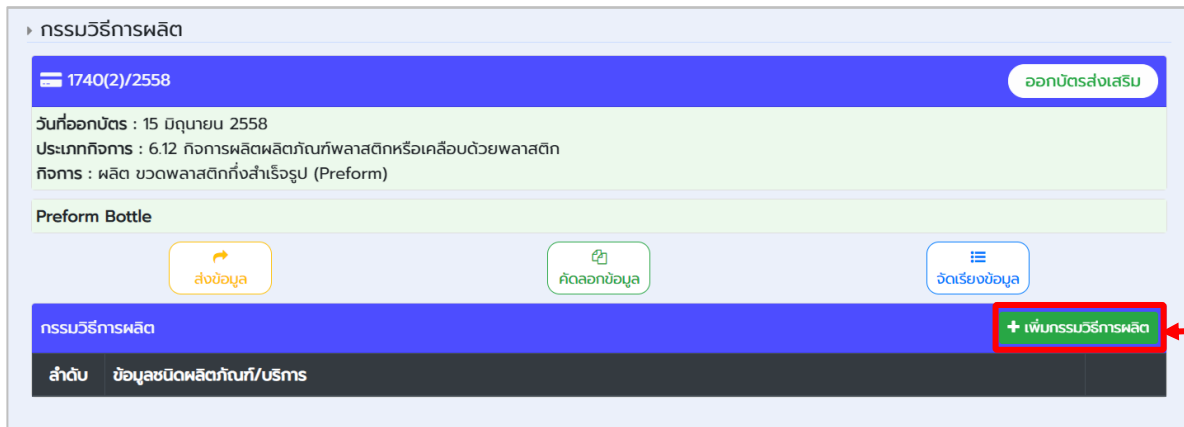 กรรมวิธีการผลิต
1740(2)/2558
ออกบัตรส่งเสริม
วันที่ออกบัตร : 15 มิถุนายน 2558
ประเภทกิจการ : 6.12 กิจการผลิตผลิตภัณฑ์พลาสติกหรือเคลือบด้วยพลาสติก
กิจการ : ผลิต ขวดพลาสติกกึ่งสำเร็จรูป (Preform)
Preform Bottle
ส่งข้อมูล
คัดลอกข้อมูล
จัดเรียงข้อมูล
กรรมวิธีการผลิต
+ เพิ่มกรรมวิธีการผลิต
ลำดับ ข้อมูลชนิดผลิตภัณฑ์/บริการ